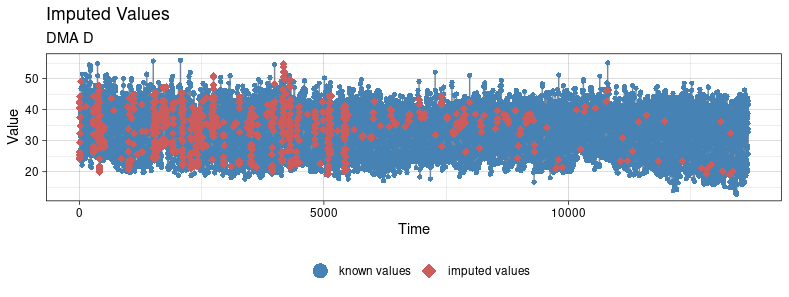 Imputed Values
DMA D
Value
50
40
30
20
0 5000 10000
Time
known values imputed values